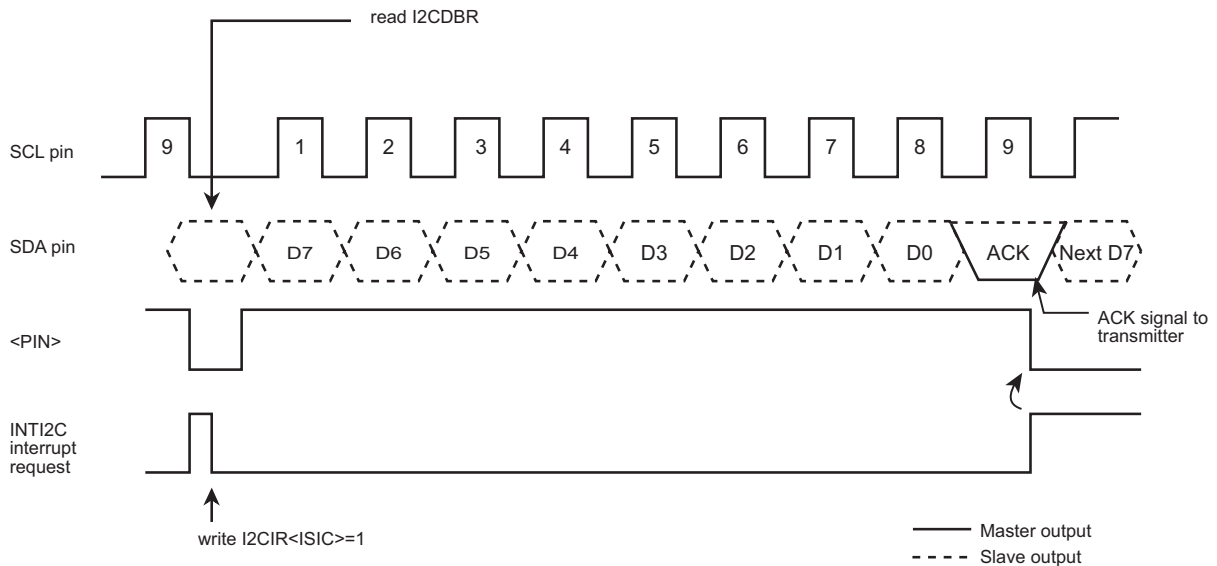 read I2CDBR
SCL pin
9
1
2
3
4
5
6
7
8
9
SDA pin
D7
D6
D5
D4
D3
D2
D1
D0
ACK
Next D7
<PIN>
ACK signal to
transmitter
INTI2C
interrupt
request
write I2CIR<ISIC>=1
Master output
Slave output